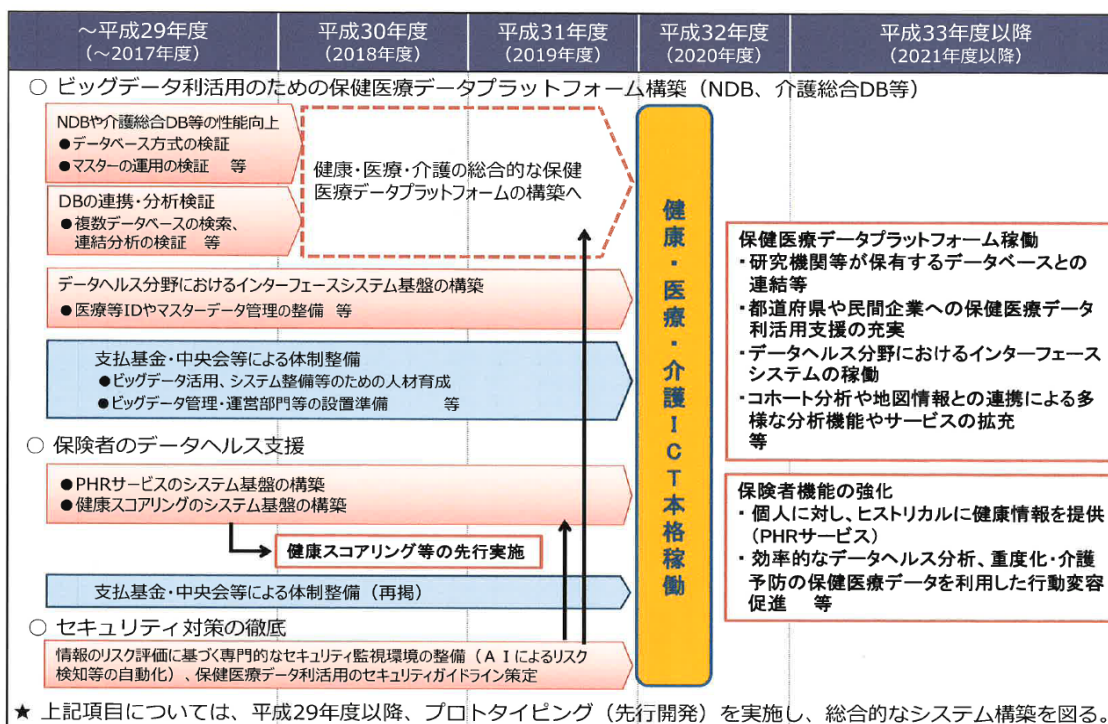 ～平成29年度
（～2017年度）
平成30年度
（2018年度）
平成31年度
（2019年度）
平成32年度
（2020年度）
平成33年度以降
（2021年度以降）
○ ビッグデータ利活用のための保健医療データプラットフォーム構築（NDB、介護総合DB等）
NDBや介護総合DB等の性能向上
●データベース方式の検証
●マスターの運用の検証　等
DBの連携・分析検証
●複数データベースの検索、
連結分析の検証　等
健康・医療・介護の総合的な保健
医療データプラットフォームの構築へ
データヘルス分野におけるインターフェースシステム基盤の構築
●医療等IDやマスターデータ管理の整備　等
支払基金・中央会等による体制整備
●ビッグデータ活用、システム整備等のための人材育成
●ビッグデータ管理・運営部門等の設置準備　　等
○ 保険者のデータヘルス支援
●PHRサービスのシステム基盤の構築
●健康スコアリングのシステム基盤の構築
健康スコアリング等の先行実施
支払基金・中央会等による体制整備（再掲）
○ セキュリティ対策の徹底
情報のリスク評価に基づく専門的なセキュリティ監視環境の整備（ＡＩによるリスク
検知等の自動化）、保健医療データ利活用のセキュリティガイドライン策定
健康・医療・介護ＩＣＴ本格稼働
保健医療データプラットフォーム稼働
・研究機関等が保有するデータベースとの
連結等
・都道府県や民間企業への保健医療データ
利活用支援の充実
・データヘルス分野におけるインターフェース
システムの稼働
・コホート分析や地図情報との連携による多
様な分析機能やサービスの拡充
等
保険者機能の強化
・個人に対し、ヒストリカルに健康情報を提供
（PHRサービス）
・効率的なデータヘルス分析、重度化・介護
予防の保健医療データを利用した行動変容
促進　等
★ 上記項目については、平成29年度以降、プロトタイピング（先行開発）を実施し、総合的なシステム構築を図る。